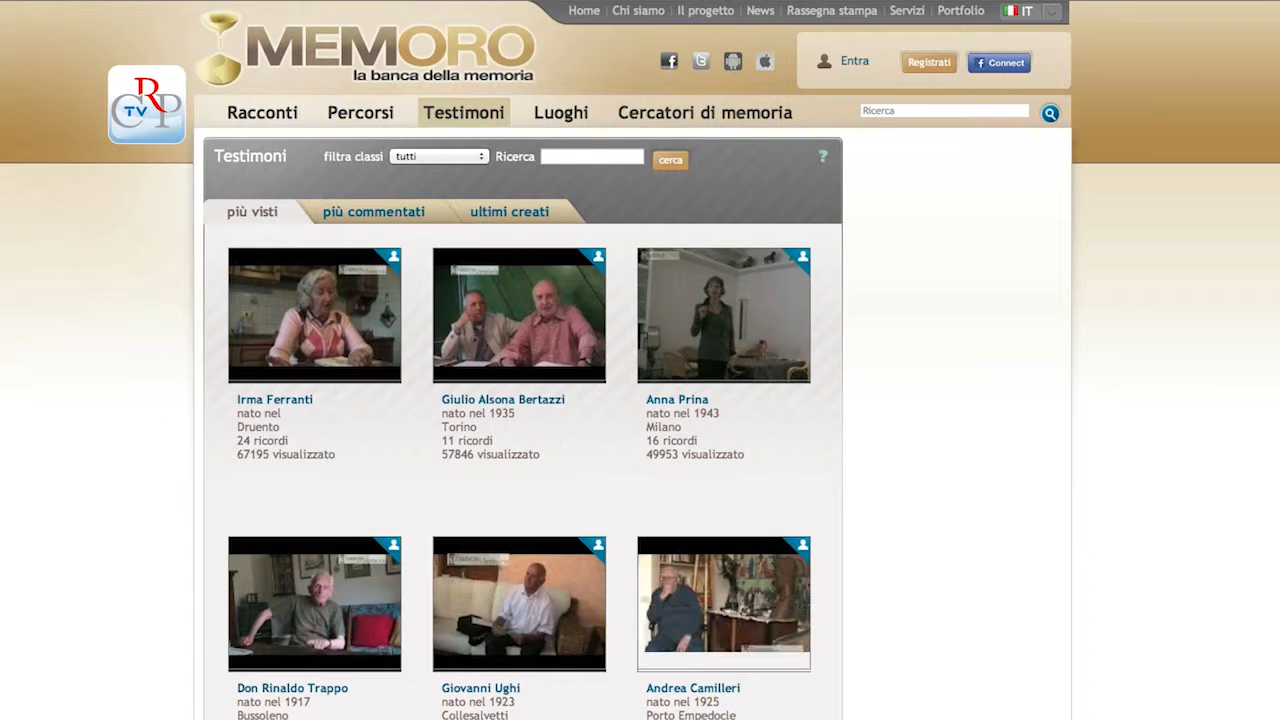 Home Chi siamo Il progetto News Rassegna stampa Servizi Portfolio IT
MEMORO
la banca della memoria
Entra Registrati f Connect
CRP
TV
Racconti Percorsi Testimoni Luoghi Cercatori di memoria Ricerca
Testimoni filtra classi tutti Ricerca cerca ?
più visti più commentati ultimi creati
Irma Ferranti
nato nel
Druento
24 ricordi
67195 visualizzato
Giulio Alsona Bertazzi
nato nel 1935
Torino
11 ricordi
57846 visualizzato
Anna Prina
nato nel 1943
Milano
16 ricordi
49953 visualizzato
Don Rinaldo Trappo
nato nel 1917
Bussoleno
Giovanni Ughi
nato nel 1923
Collesalvetti
Andrea Camilleri
nato nel 1925
Porto Empedocle